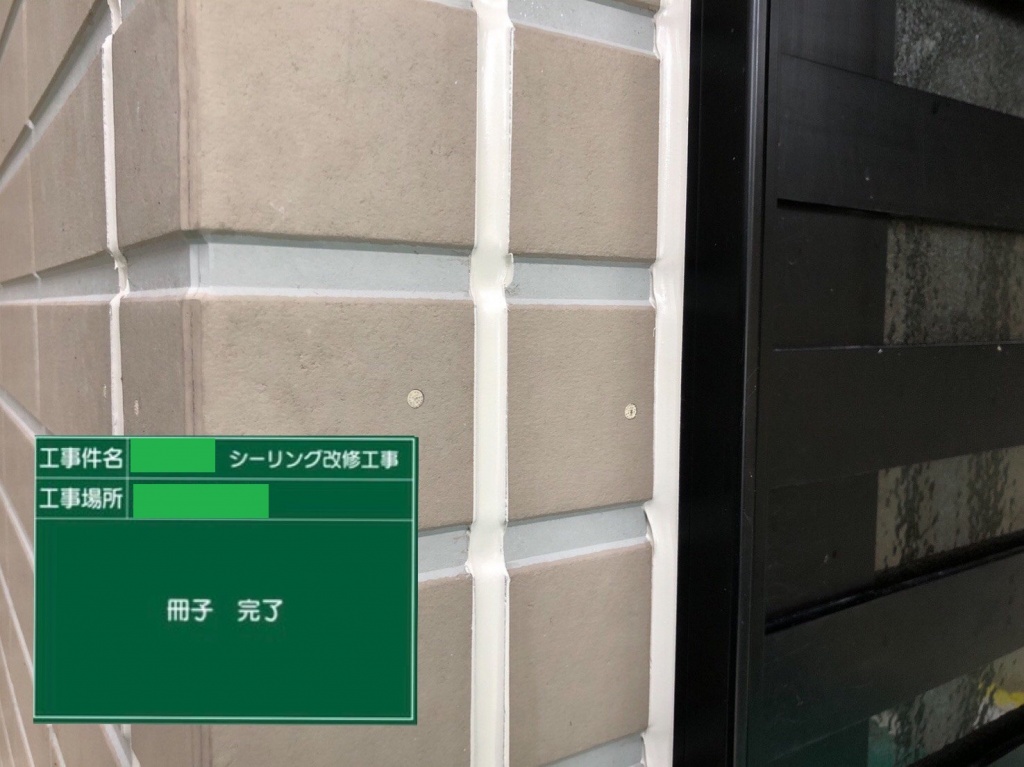 工事件名 シーリング改修工事
工事場所
冊子 完了